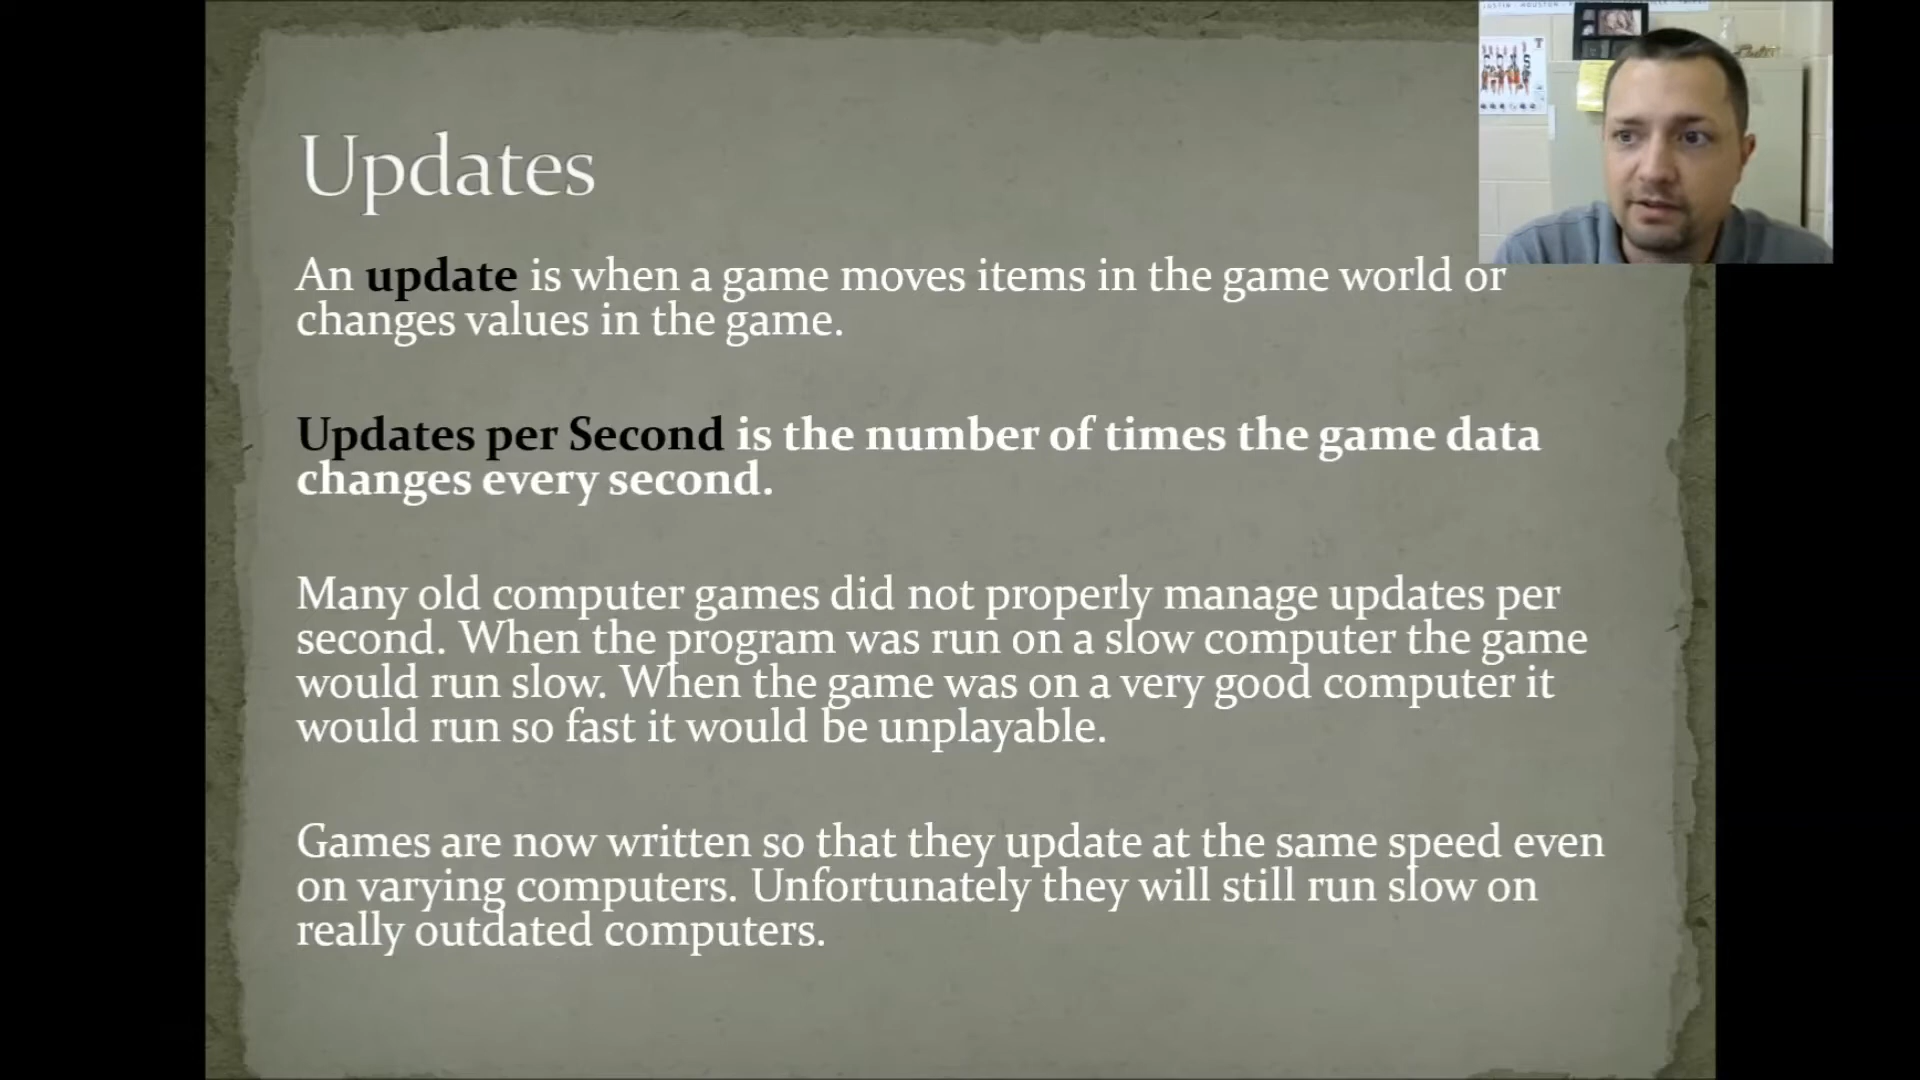 Updates
An update is when a game moves items in the game world or
changes values in the game.
Updates per Second is the number of times the game data
changes every second.
Many old computer games did not properly manage updates per
second. When the program was run on a slow computer the game
would run slow. When the game was on a very good computer it
would run so fast it would be unplayable.
Games are now written so that they update at the same speed even
on varying computers. Unfortunately they will still run slow on
really outdated computers.